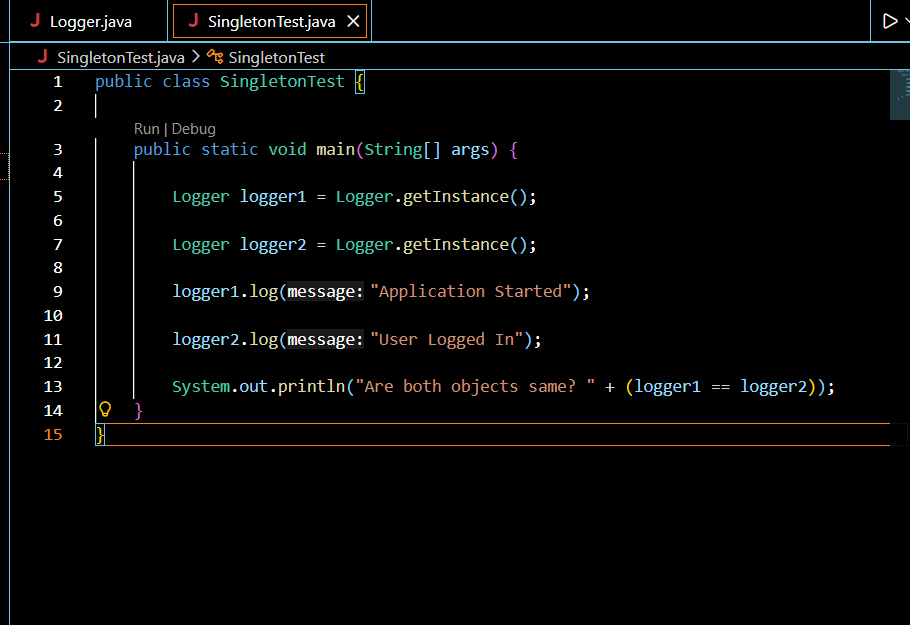 J Logger.java J SingletonTest.java
J SingletonTest.java > SingletonTest
1 public class SingletonTest {
2
Run | Debug
3 public static void main(String[] args) {
4
5 Logger logger1 = Logger.getInstance();
6
7 Logger logger2 = Logger.getInstance();
8
9 logger1.log(message: "Application Started");
10
11 logger2.log(message: "User Logged In");
12
13 System.out.println("Are both objects same? " + (logger1 == logger2));
14 }
15 }